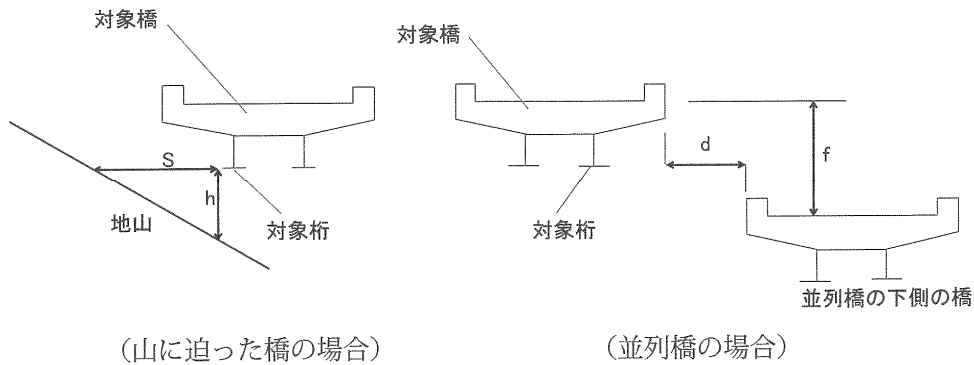 対象橋
S
h
地山
対象桁
(山に迫った橋の場合)
対象橋
d
f
対象桁
並列橋の下側の橋
(並列橋の場合)